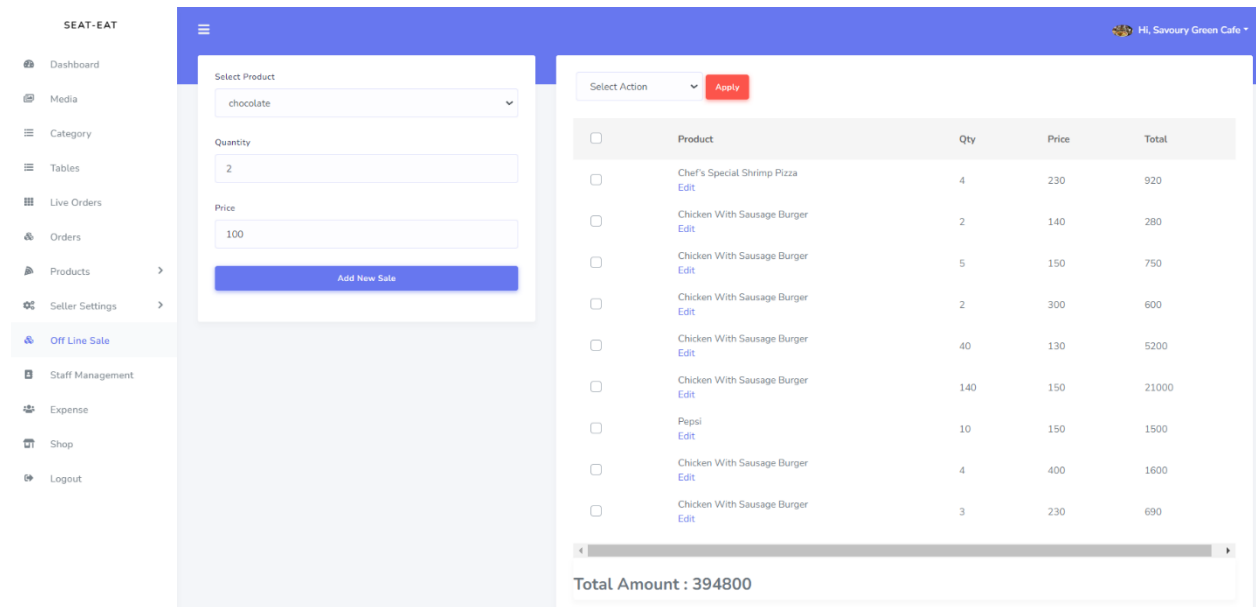 SEAT-EAT
Hi, Savoury Green Cafe
Dashboard
Media
Category
Tables
Live Orders
Orders
Products
Seller Settings
Off Line Sale
Staff Management
Expense
Shop
Logout
Select Product
chocolate
Quantity
2
Price
100
Add New Sale
Select Action
Apply
Product Qty Price Total
Chef's Special Shrimp Pizza 4 230 920
Edit
Chicken With Sausage Burger 2 140 280
Edit
Chicken With Sausage Burger 5 150 750
Edit
Chicken With Sausage Burger 2 300 600
Edit
Chicken With Sausage Burger 40 130 5200
Edit
Chicken With Sausage Burger 140 150 21000
Edit
Pepsi 10 150 1500
Edit
Chicken With Sausage Burger 4 400 1600
Edit
Chicken With Sausage Burger 3 230 690
Edit
Total Amount : 394800